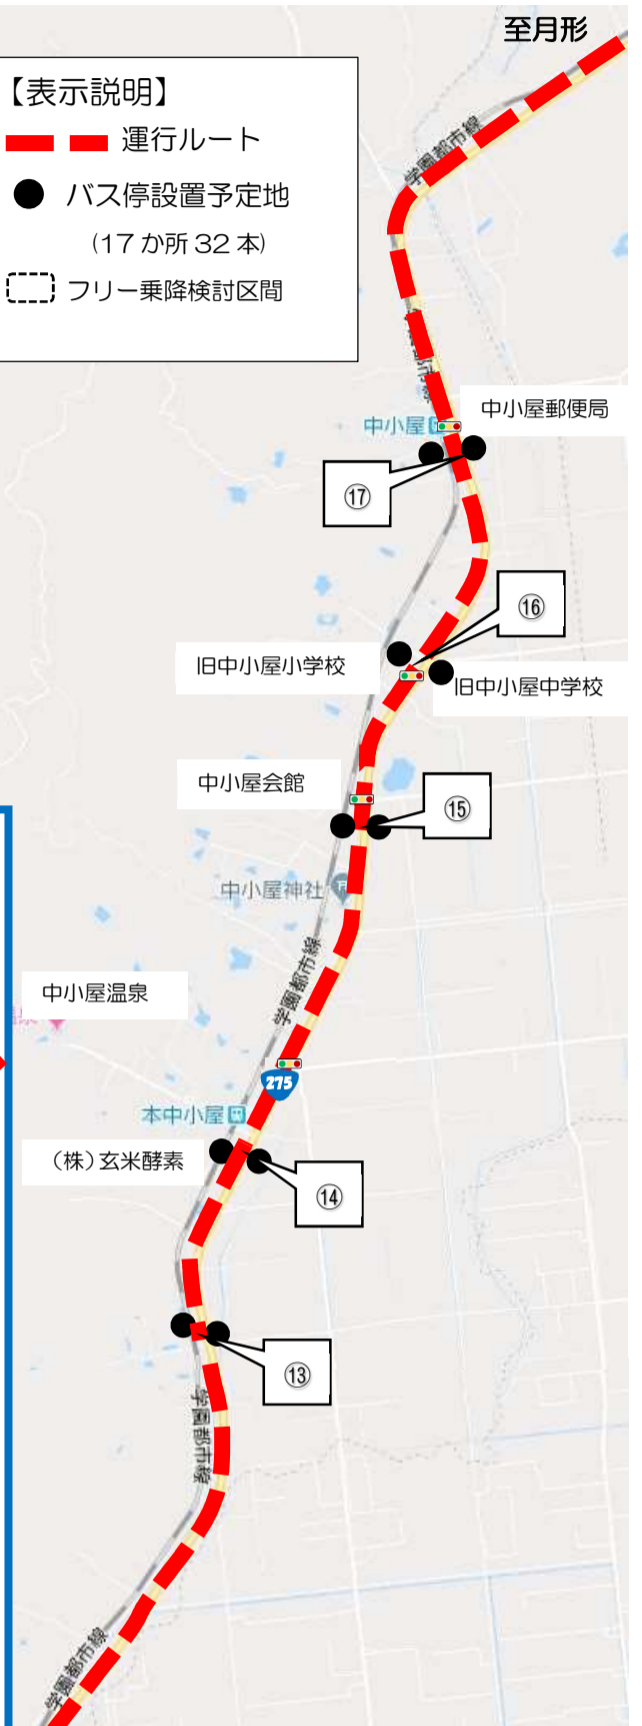 至月形
【表示説明】
運行ルート
バス停設置予定地
(17か所32本)
フリー乗降検討区間
学園都市線
中小屋
中小屋郵便局
⑰
⑯
旧中小屋小学校
旧中小屋中学校
中小屋会館
⑮
中小屋神社
学園都市線
中小屋温泉
275
本中小屋
(株)玄米酵素
⑭
⑬
学園都市線
学園都市線